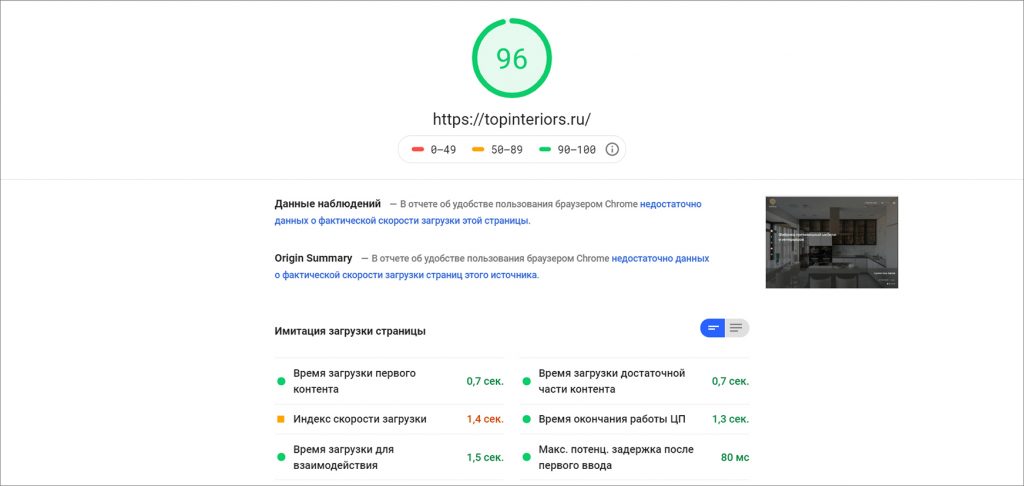 96
https://topinteriors.ru/
0–49 50–89 90–100
Данные наблюдений — В отчете об удобстве пользования браузером Chrome недостаточно
данных о фактической скорости загрузки этой страницы.
Origin Summary — В отчете об удобстве пользования браузером Chrome недостаточно данных
о фактической скорости загрузки страниц этого источника.
Имитация загрузки страницы
Время загрузки первого
контента
0,7 сек.
Время загрузки достаточной
части контента
0,7 сек.
Индекс скорости загрузки 1,4 сек.
Время окончания работы ЦП 1,3 сек.
Время загрузки для
взаимодействия
1,5 сек.
Макс. потенц. задержка после
первого ввода
80 мс